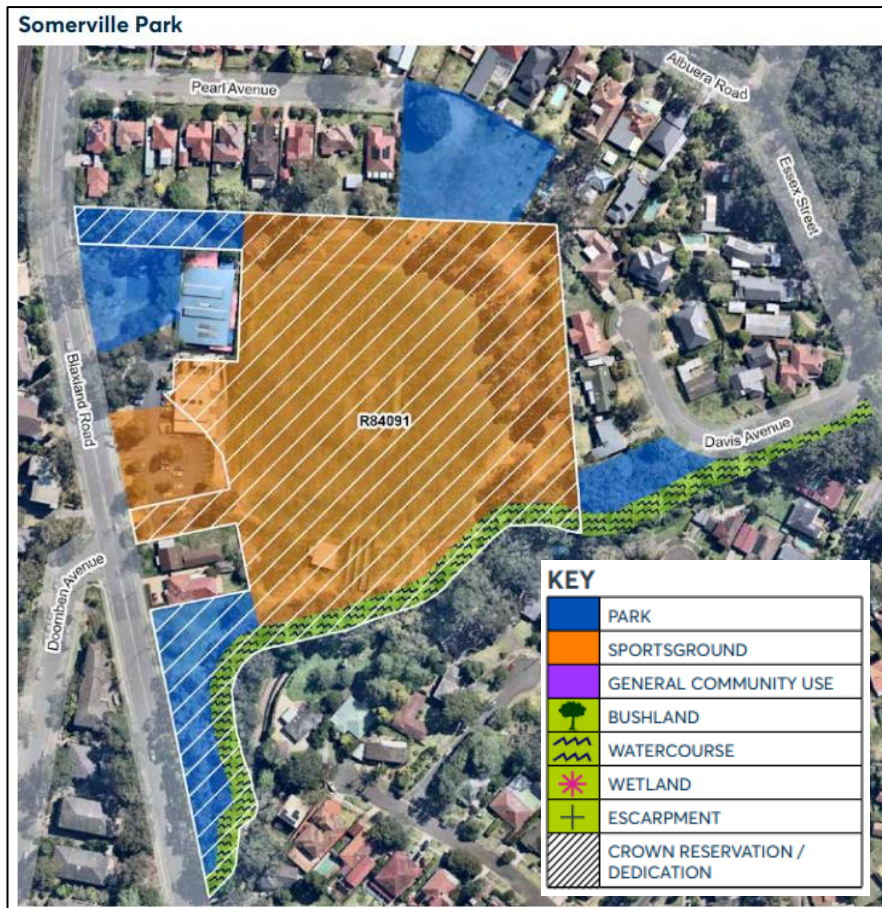 Somerville Park
Pearl Avenue
Albuera Road
Essex Street
Blaxland Road
R84091
Davis Avenue
Doomben Avenue
KEY
PARK
SPORTSGROUND
GENERAL COMMUNITY USE
BUSHLAND
WATERCOURSE
WETLAND
ESCARPMENT
CROWN RESERVATION /
DEDICATION